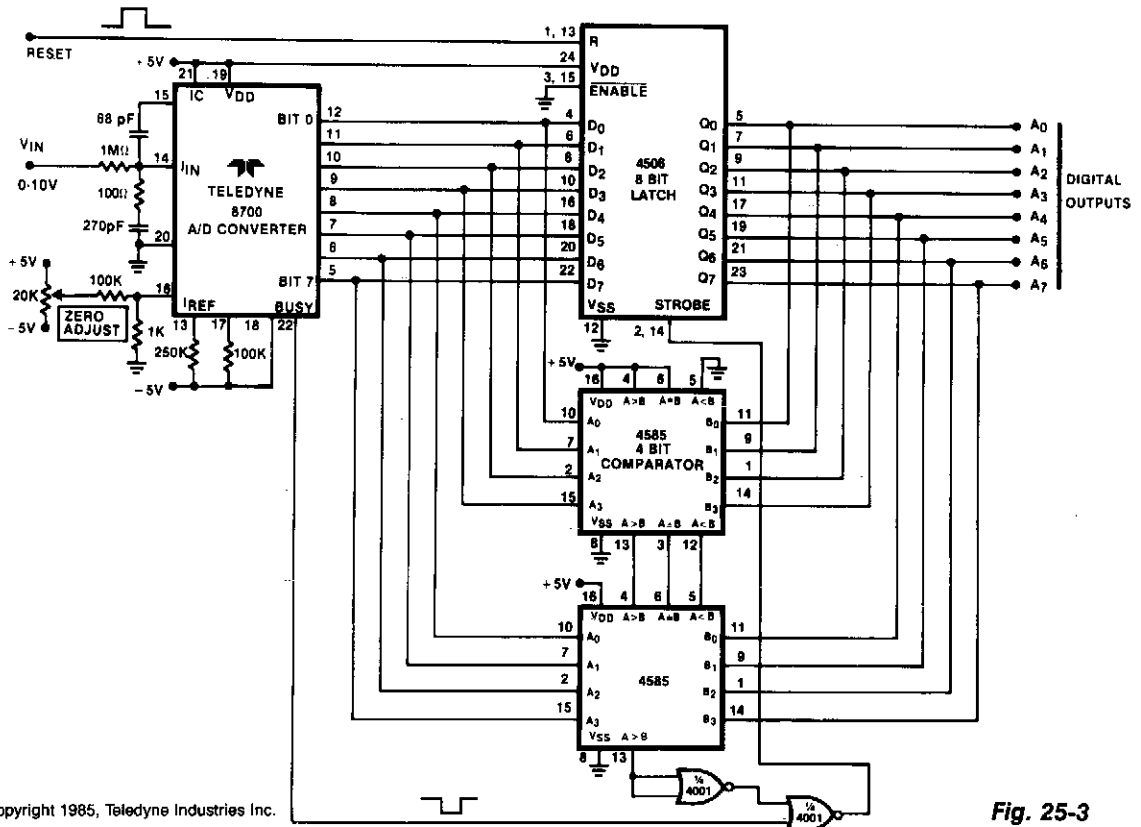 RESET
1, 13
R
+5V
24
VDD
3, 15
ENABLE
21
19
IC
VDD
15
68 pF
VIN
0-10V
1MΩ
14
IIN
100Ω
270pF
20
TELEDYNE
8700
A/D CONVERTER
BIT 0
12
11
10
9
8
7
6
5
BIT 7
+5V
20K
-5V
100K
16
IREF
BUSY
ZERO
ADJUST
1K
13
17
18
22
250K
100K
-5V
4
D0
6
D1
8
D2
10
D3
16
D4
18
D5
20
D6
22
D7
4506
8 BIT
LATCH
Q0
5
A0
Q1
7
A1
Q2
9
A2
Q3
11
A3
Q4
17
A4
Q5
19
A5
Q6
21
A6
Q7
23
A7
DIGITAL
OUTPUTS
VSS
STROBE
12
2, 14
+5V
16
4
6
5
VDD
A>B
A=B
A<B
10
A0
7
A1
2
A2
15
A3
4585
4 BIT
COMPARATOR
B0
11
B1
9
B2
1
B3
14
VSS
A>B
A=B
A<B
8
13
3
12
+5V
16
4
6
5
VDD
A>B
A=B
A<B
10
A0
7
A1
2
A2
15
A3
4585
B0
11
B1
9
B2
1
B3
14
VSS
A>B
8
13
¼
4001
¼
4001
opyright 1985, Teledyne Industries Inc.
Fig. 25-3